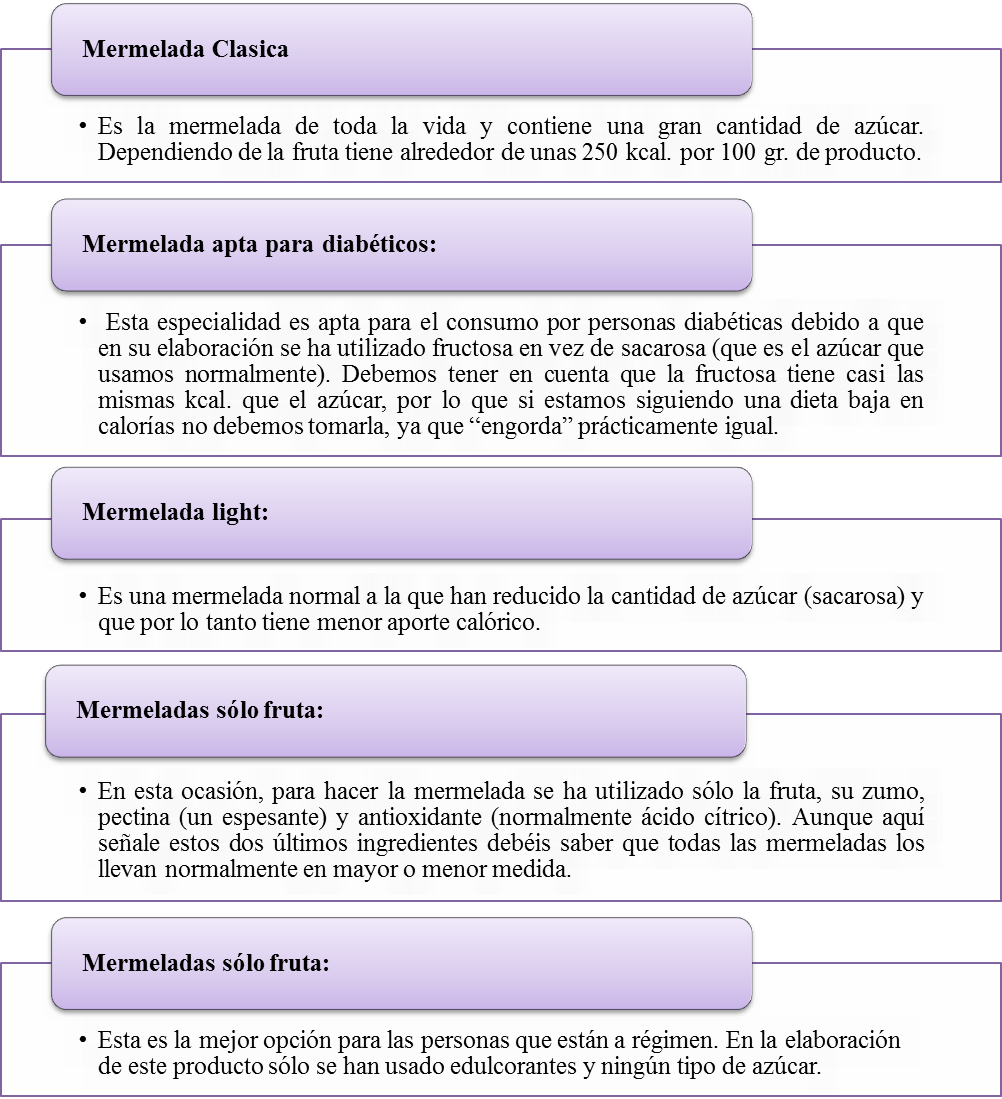 Mermelada Clasica
• Es la mermelada de toda la vida y contiene una gran cantidad de azúcar.
Dependiendo de la fruta tiene alrededor de unas 250 kcal. por 100 gr. de producto.
Mermelada apta para diabéticos:
• Esta especialidad es apta para el consumo por personas diabéticas debido a que
en su elaboración se ha utilizado fructosa en vez de sacarosa (que es el azúcar que
usamos normalmente). Debemos tener en cuenta que la fructosa tiene casi las
mismas kcal. que el azúcar, por lo que si estamos siguiendo una dieta baja en
calorías no debemos tomarla, ya que “engorda” prácticamente igual.
Mermelada light:
• Es una mermelada normal a la que han reducido la cantidad de azúcar (sacarosa) y
que por lo tanto tiene menor aporte calórico.
Mermeladas sólo fruta:
• En esta ocasión, para hacer la mermelada se ha utilizado sólo la fruta, su zumo,
pectina (un espesante) y antioxidante (normalmente ácido cítrico). Aunque aquí
señale estos dos últimos ingredientes debéis saber que todas las mermeladas los
llevan normalmente en mayor o menor medida.
Mermeladas sólo fruta:
• Esta es la mejor opción para las personas que están a régimen. En la elaboración
de este producto sólo se han usado edulcorantes y ningún tipo de azúcar.